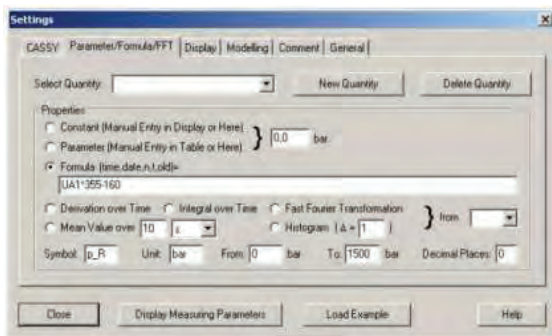 Settings
CASSY Parameter/Formula/FFT Display Modelling Comment General
Select Quantity: New Quantity Delete Quantity
Properties
Constant (Manual Entry in Display or Here)
Parameter (Manual Entry in Table or Here) } 0,0 bar
Formula (time,date,n,t,old)=
UA1*355-160
Derivation over Time Integral over Time Fast Fourier Transformation
Mean Value over 10 s Histogram (Δ = 1 ) } from
Symbol: p_R Unit: bar From: 0 bar To: 1500 bar Decimal Places: 0
Close Display Measuring Parameters Load Example Help